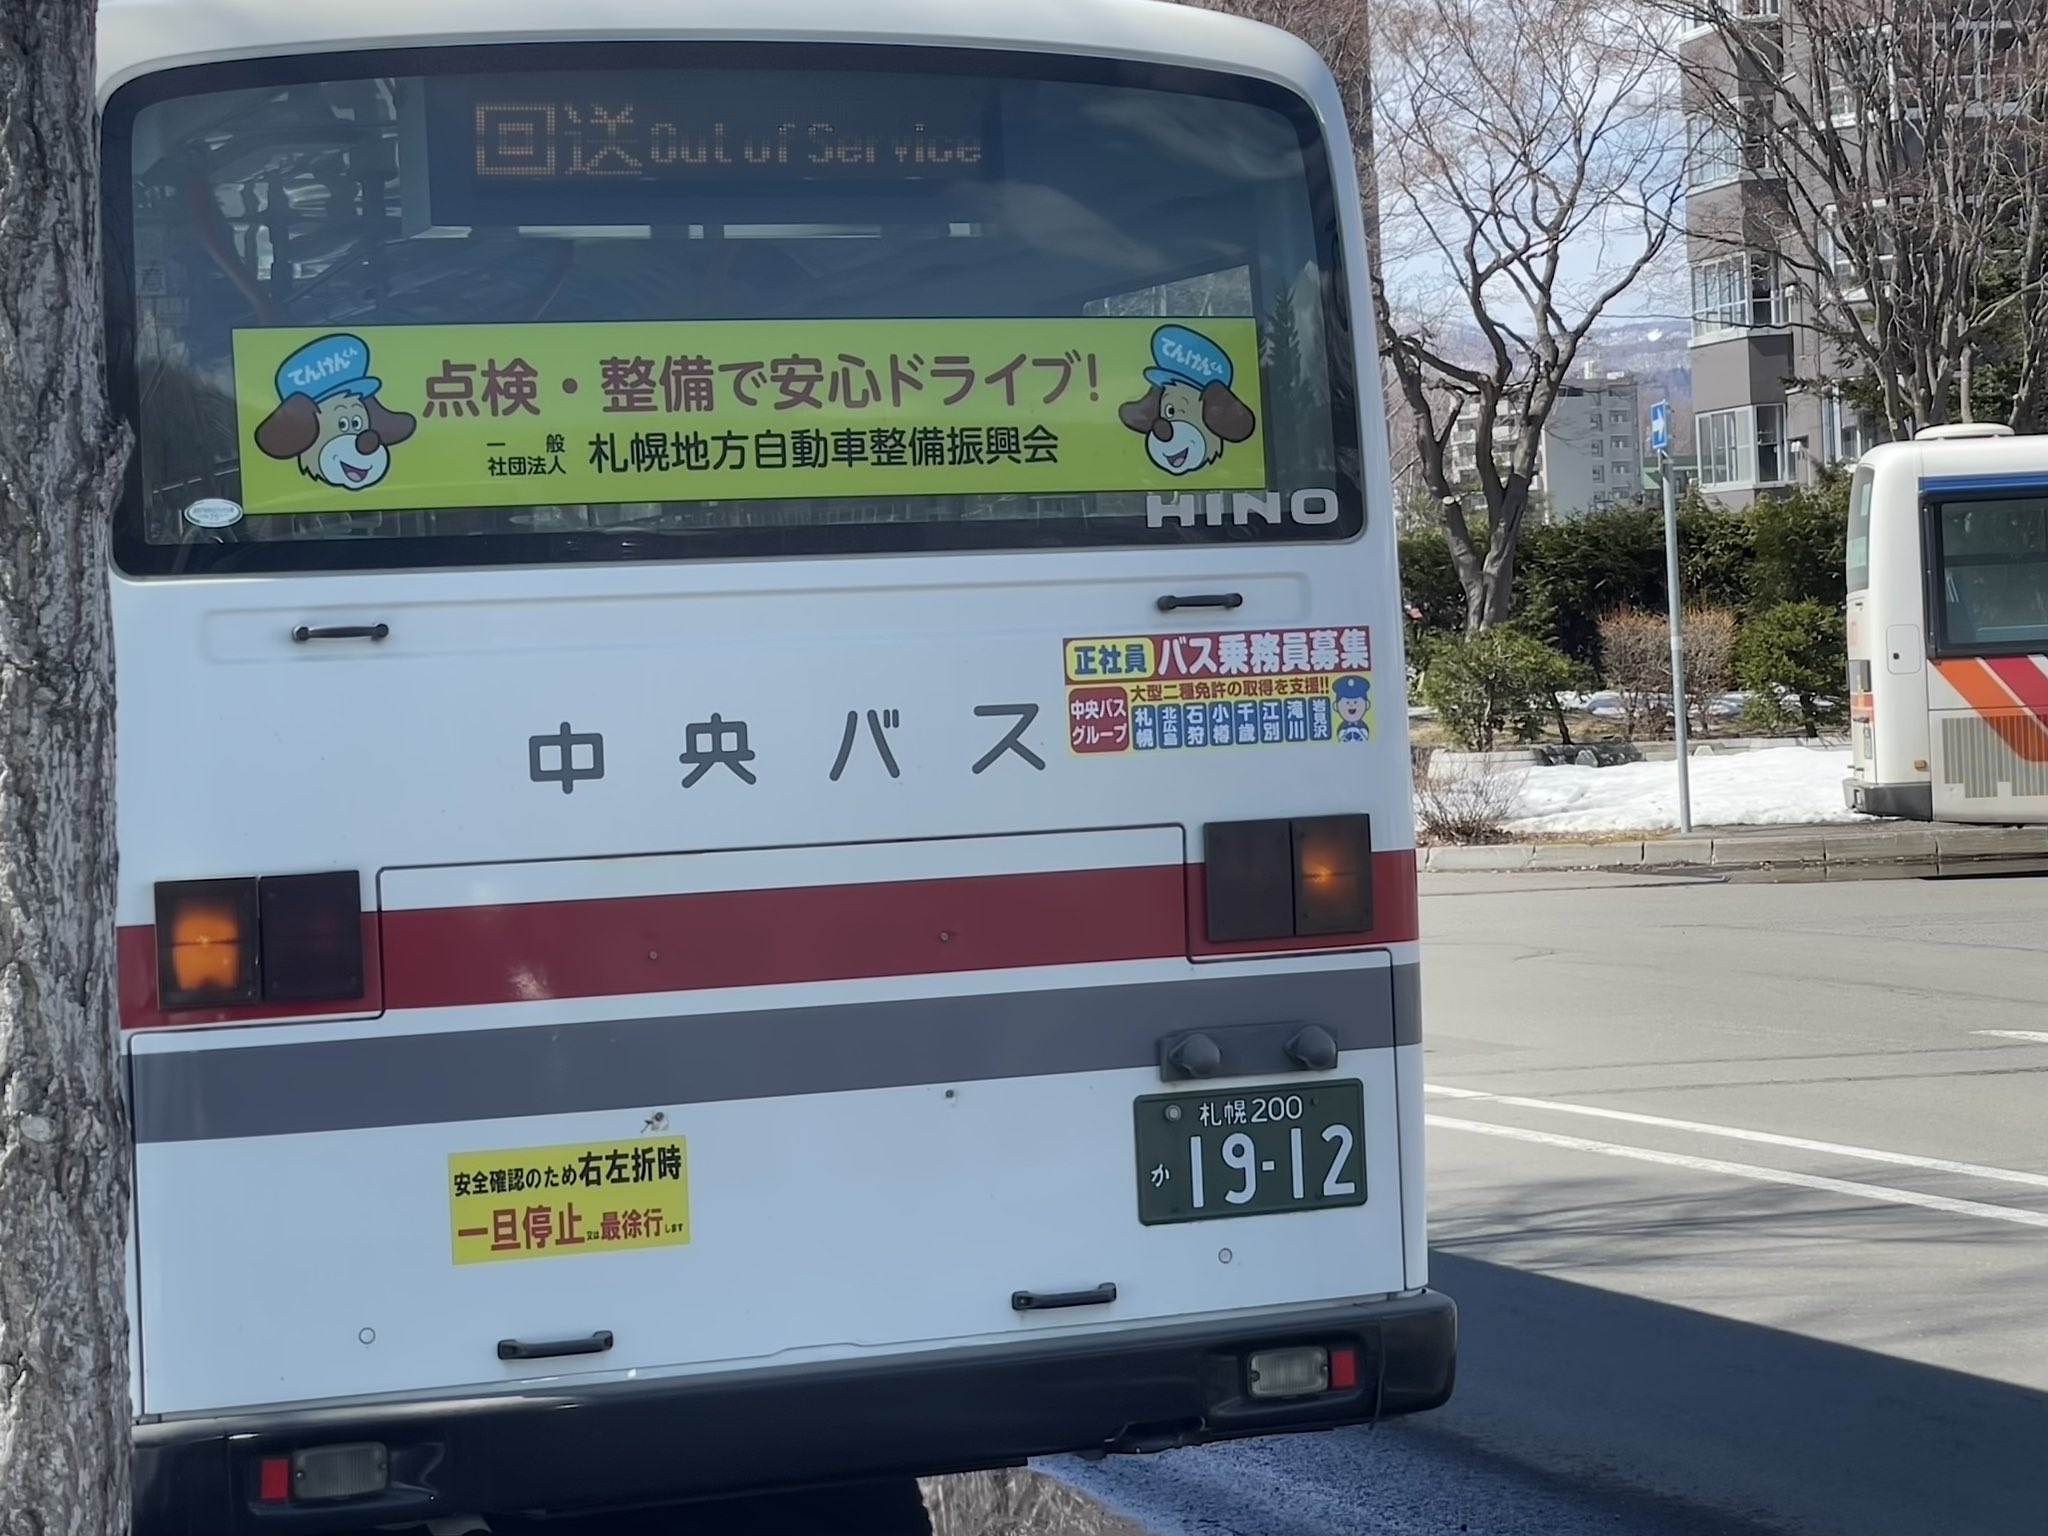 回送 Out of Service
てんけんくん
点検・整備で安心ドライブ!
てんけんくん
一般社団法人 札幌地方自動車整備振興会
HINO
正社員 バス乗務員募集
大型二種免許の取得を支援!!
中央バスグループ
札幌 北広島 石狩 小樽 千歳 江別 滝川 岩見沢
中央バス
札幌 200
か 19-12
安全確認のため右左折時
一旦停止又は最徐行します